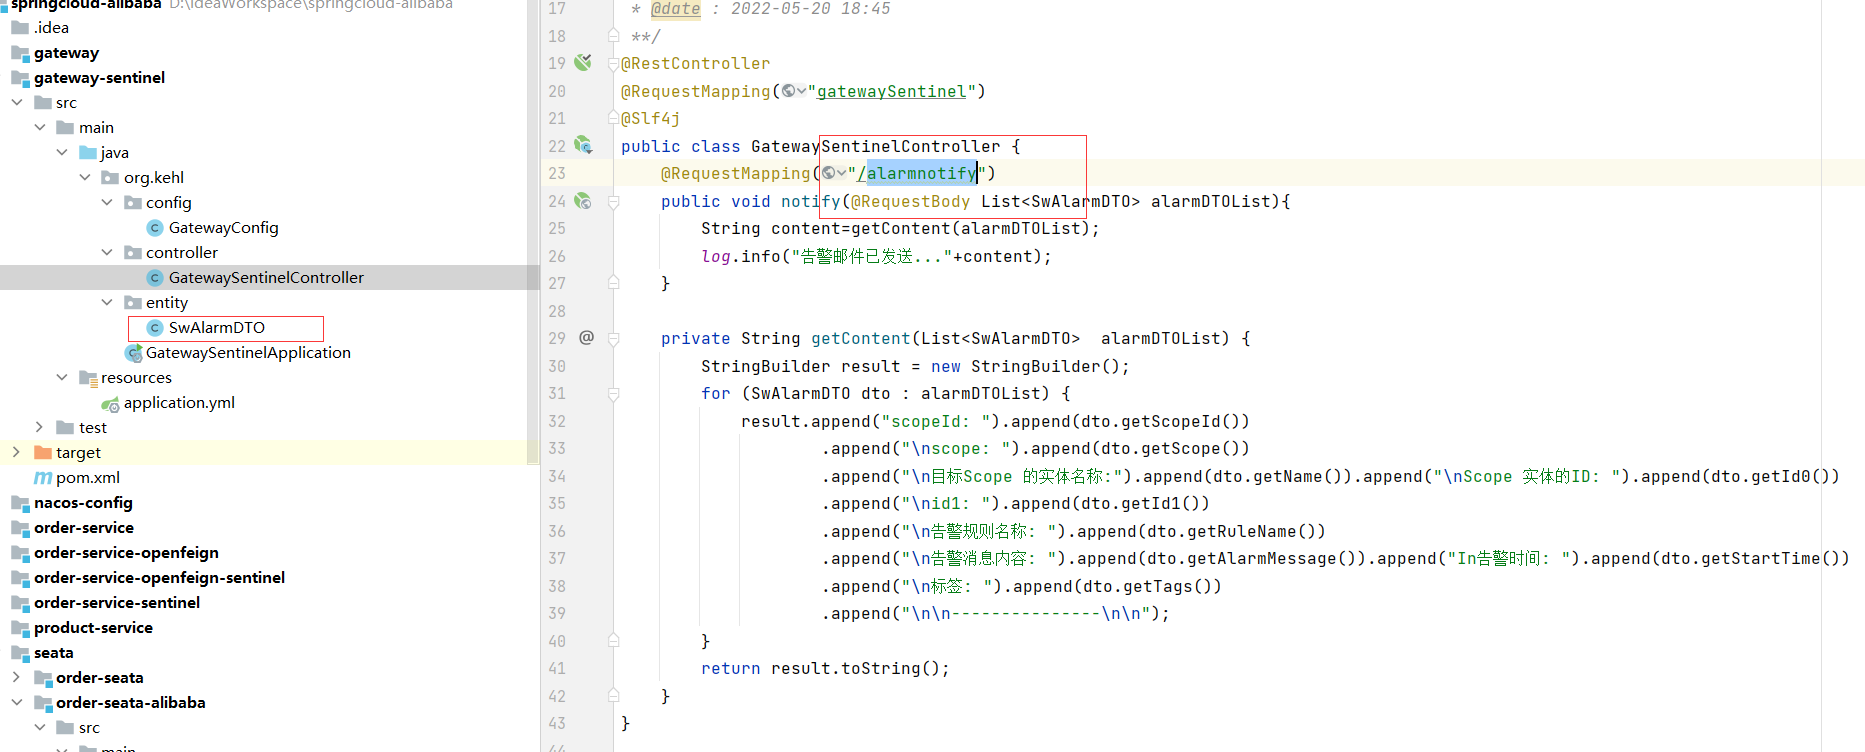 springcloud-alibaba D:\IdeaWorkspace\springcloud-alibaba
.idea
gateway
gateway-sentinel
src
main
java
org.kehl
config
GatewayConfig
controller
GatewaySentinelController
entity
SwAlarmDTO
GatewaySentinelApplication
resources
application.yml
test
target
pom.xml
nacos-config
order-service
order-service-openfeign
order-service-openfeign-sentinel
order-service-sentinel
product-service
seata
order-seata
order-seata-alibaba
src
main
17 * @date : 2022-05-20 18:45
18 **/
19 @RestController
20 @RequestMapping("gatewaySentinel")
21 @Slf4j
22 public class GatewaySentinelController {
23 @RequestMapping("/alarmnotify")
24 public void notify(@RequestBody List<SwAlarmDTO> alarmDTOList){
25 String content=getContent(alarmDTOList);
26 log.info("告警邮件已发送..."+content);
27 }
28
29 private String getContent(List<SwAlarmDTO>  alarmDTOList) {
30 StringBuilder result = new StringBuilder();
31 for (SwAlarmDTO dto : alarmDTOList) {
32 result.append("scopeId: ").append(dto.getScopeId())
33 .append("\nscope: ").append(dto.getScope())
34 .append("\n目标Scope 的实体名称:").append(dto.getName()).append("\nScope 实体的ID: ").append(dto.getId0())
35 .append("\nid1: ").append(dto.getId1())
36 .append("\n告警规则名称: ").append(dto.getRuleName())
37 .append("\n告警消息内容: ").append(dto.getAlarmMessage()).append("In告警时间: ").append(dto.getStartTime())
38 .append("\n标签: ").append(dto.getTags())
39 .append("\n\n---------------\n\n");
40 }
41 return result.toString();
42 }
43 }
44